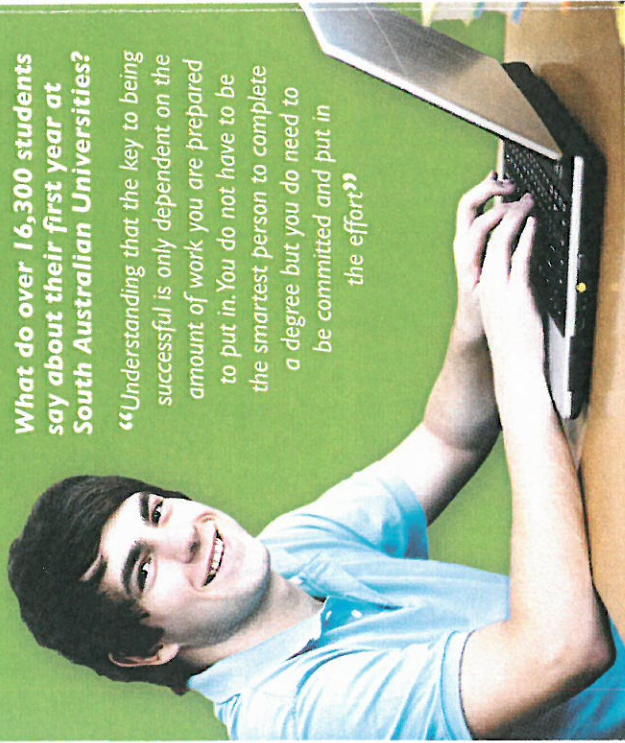 What do over 16,300 students
say about their first year at
South Australian Universities?
“Understanding that the key to being
successful is only dependent on the
amount of work you are prepared
to put in.You do not have to be
the smartest person to complete
a degree but you do need to
be committed and put in
the effort”